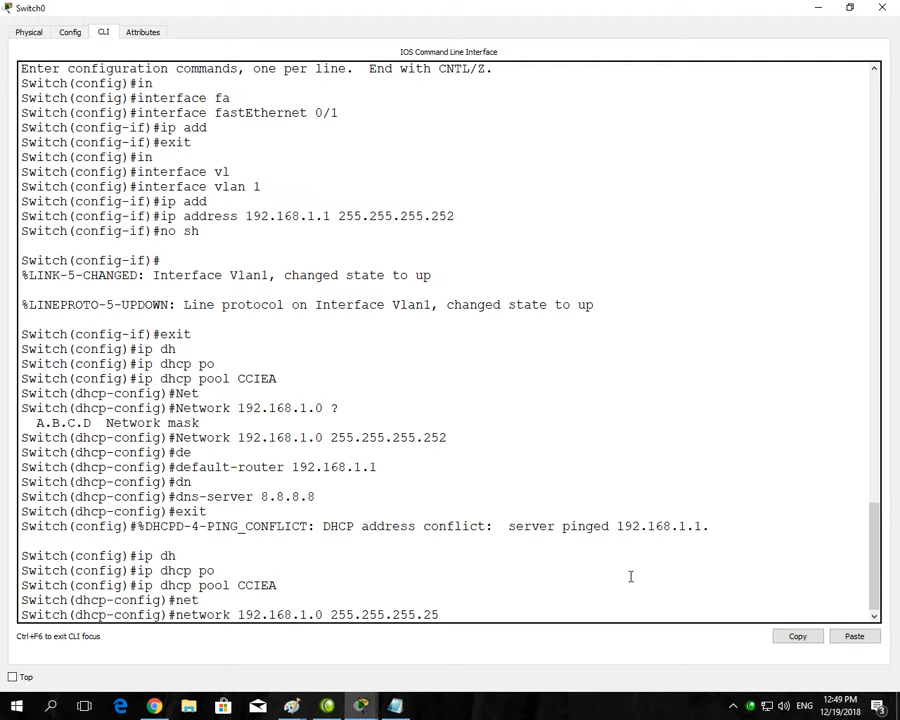 Switch0
Physical Config CLI Attributes
IOS Command Line Interface
Enter configuration commands, one per line.  End with CNTL/Z.
Switch(config)#in
Switch(config)#interface fa
Switch(config)#interface fastEthernet 0/1
Switch(config-if)#ip add
Switch(config-if)#exit
Switch(config)#in
Switch(config)#interface vl
Switch(config)#interface vlan 1
Switch(config-if)#ip add
Switch(config-if)#ip address 192.168.1.1 255.255.255.252
Switch(config-if)#no sh
Switch(config-if)#
%LINK-5-CHANGED: Interface Vlan1, changed state to up
%LINEPROTO-5-UPDOWN: Line protocol on Interface Vlan1, changed state to up
Switch(config-if)#exit
Switch(config)#ip dh
Switch(config)#ip dhcp po
Switch(config)#ip dhcp pool CCIEA
Switch(dhcp-config)#Net
Switch(dhcp-config)#Network 192.168.1.0 ?
A.B.C.D  Network mask
Switch(dhcp-config)#Network 192.168.1.0 255.255.255.252
Switch(dhcp-config)#de
Switch(dhcp-config)#default-router 192.168.1.1
Switch(dhcp-config)#dn
Switch(dhcp-config)#dns-server 8.8.8.8
Switch(dhcp-config)#exit
Switch(config)#%DHCPD-4-PING_CONFLICT: DHCP address conflict:  server pinged 192.168.1.1.
Switch(config)#ip dh
Switch(config)#ip dhcp po
Switch(config)#ip dhcp pool CCIEA
Switch(dhcp-config)#net
Switch(dhcp-config)#network 192.168.1.0 255.255.255.25
Ctrl+F6 to exit CLI focus
Copy Paste
Top
ENG
12:49 PM
12/19/2018
3